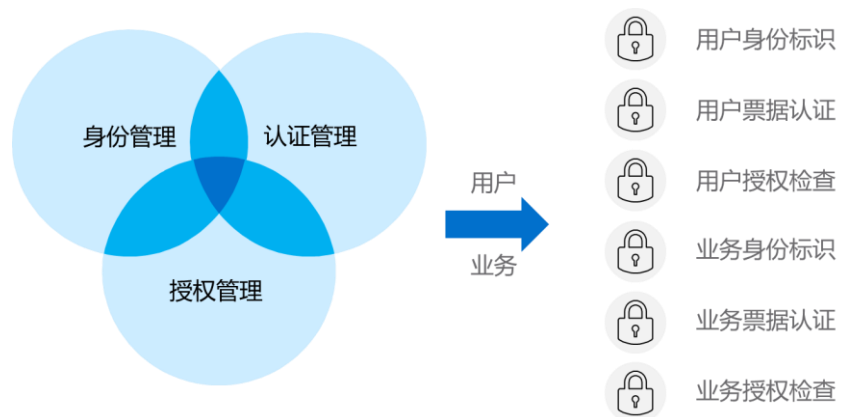 身份管理
认证管理
授权管理
用户
业务
用户身份标识
用户票据认证
用户授权检查
业务身份标识
业务票据认证
业务授权检查